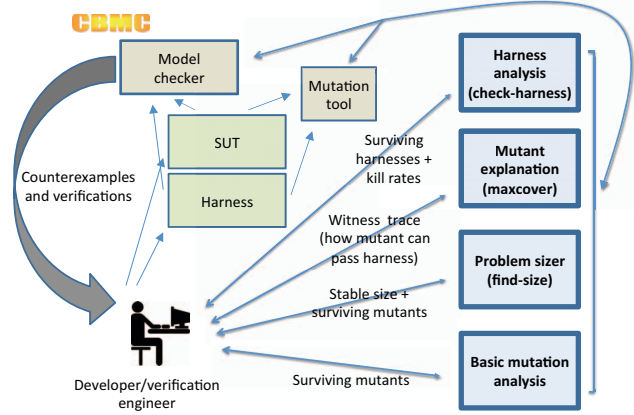 CBMC
Model
checker
Mutation
tool
SUT
Harness
Counterexamples
and verifications
Developer/verification
engineer
Surviving
harnesses +
kill rates
Witness trace
(how mutant can
pass harness)
Stable size +
surviving mutants
Surviving mutants
Harness
analysis
(check-harness)
Mutant
explanation
(maxcover)
Problem sizer
(find-size)
Basic mutation
analysis